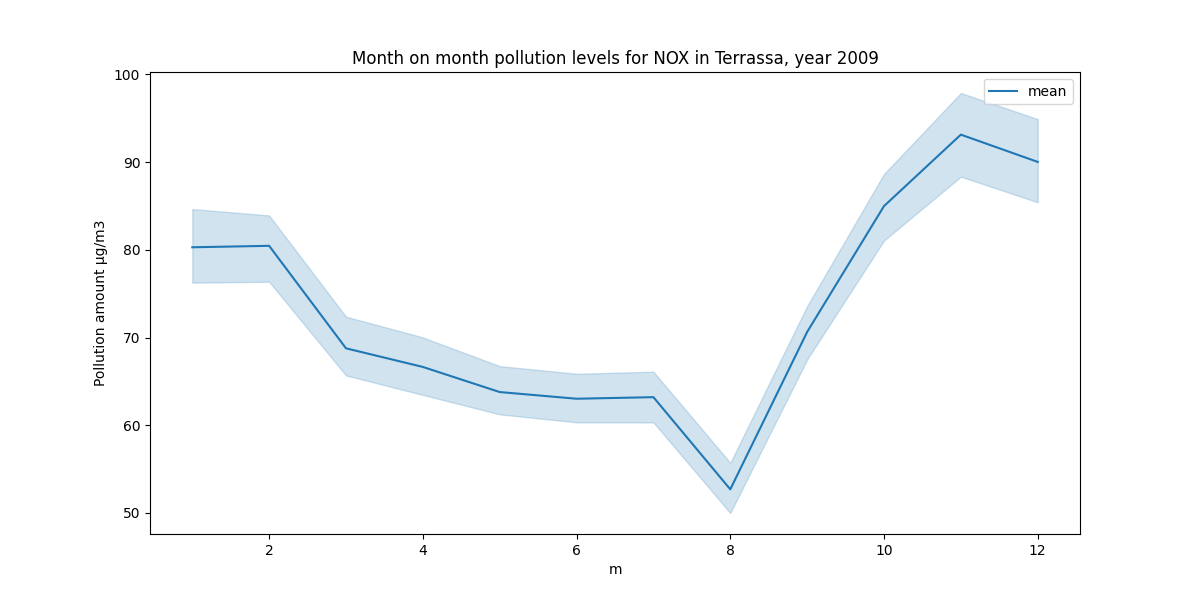 Month on month pollution levels for NOX in Terrassa, year 2009
mean
Pollution amount µg/m3
100
90
80
70
60
50
2 4 6 8 10 12
m